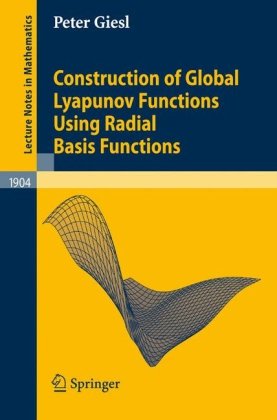 Peter Giesl
Construction of Global
Lyapunov Functions
Using Radial
Basis Functions
Lecture Notes in Mathematics
1904
Springer